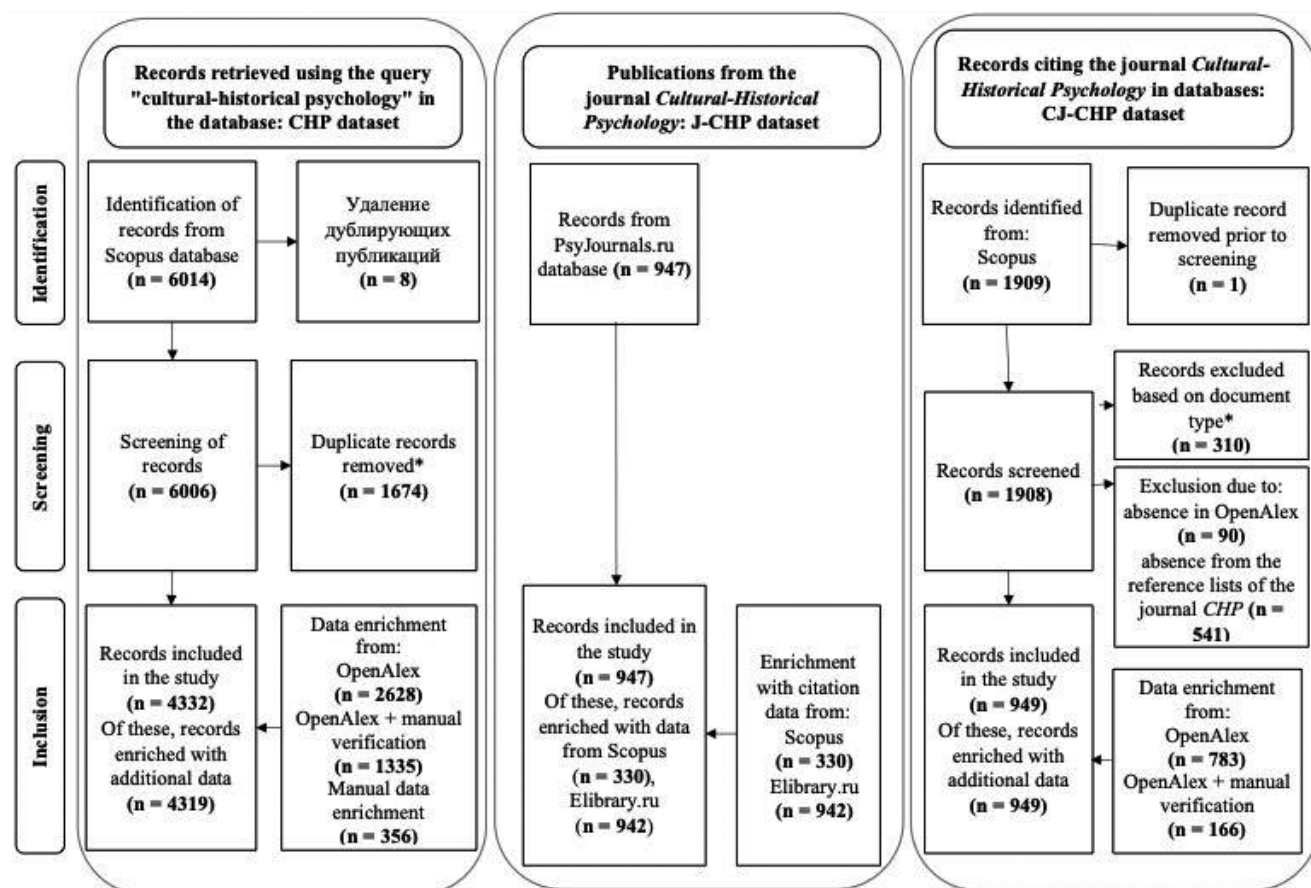 Records retrieved using the query
"cultural-historical psychology" in
the database: CHP dataset
Publications from the
journal Cultural-Historical
Psychology: J-CHP dataset
Records citing the journal Cultural-
Historical Psychology in databases:
CJ-CHP dataset
Identification
Identification of
records from
Scopus database
(n = 6014)
Удаление
дублирующих
публикаций
(n = 8)
Records from
PsyJournals.ru
database (n = 947)
Records identified
from:
Scopus
(n = 1909)
Duplicate record
removed prior to
screening
(n = 1)
Screening
Screening of
records
(n = 6006)
Duplicate records
removed*
(n = 1674)
Records screened
(n = 1908)
Records excluded
based on document
type*
(n = 310)
Exclusion due to:
absence in OpenAlex
(n = 90)
absence from the
reference lists of the
journal CHP (n =
541)
Inclusion
Records included
in the study
(n = 4332)
Of these, records
enriched with
additional data
(n = 4319)
Data enrichment
from:
OpenAlex
(n = 2628)
OpenAlex + manual
verification
(n = 1335)
Manual data
enrichment
(n = 356)
Records included in
the study
(n = 947)
Of these, records
enriched with data
from Scopus
(n = 330),
Elibrary.ru
(n = 942)
Enrichment
with citation
data from:
Scopus
(n = 330)
Elibrary.ru
(n = 942)
Records included
in the study
(n = 949)
Of these, records
enriched with
additional data
(n = 949)
Data enrichment
from:
OpenAlex
(n = 783)
OpenAlex + manual
verification
(n = 166)